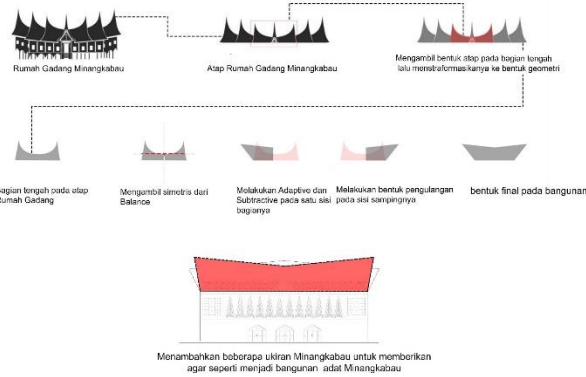 Rumah Gadang Minangkabau
Atap Rumah Gadang Minangkabau
Mengambil bentuk atap pada bagian tengah
lalu menstraformasikanya ke bentuk geometri
agian tengah pada atap
Rumah Gadang
Mengambil simetris dari
Balance
Melakukan Adaptive dan
Subtractive pada satu sisi
bagianya
Melakukan bentuk pengulangan
pada sisi sampingnya
bentuk final pada bangunan
Menambahkan beberapa ukiran Minangkabau untuk memberikan
agar seperti menjadi bangunan adat Minangkabau